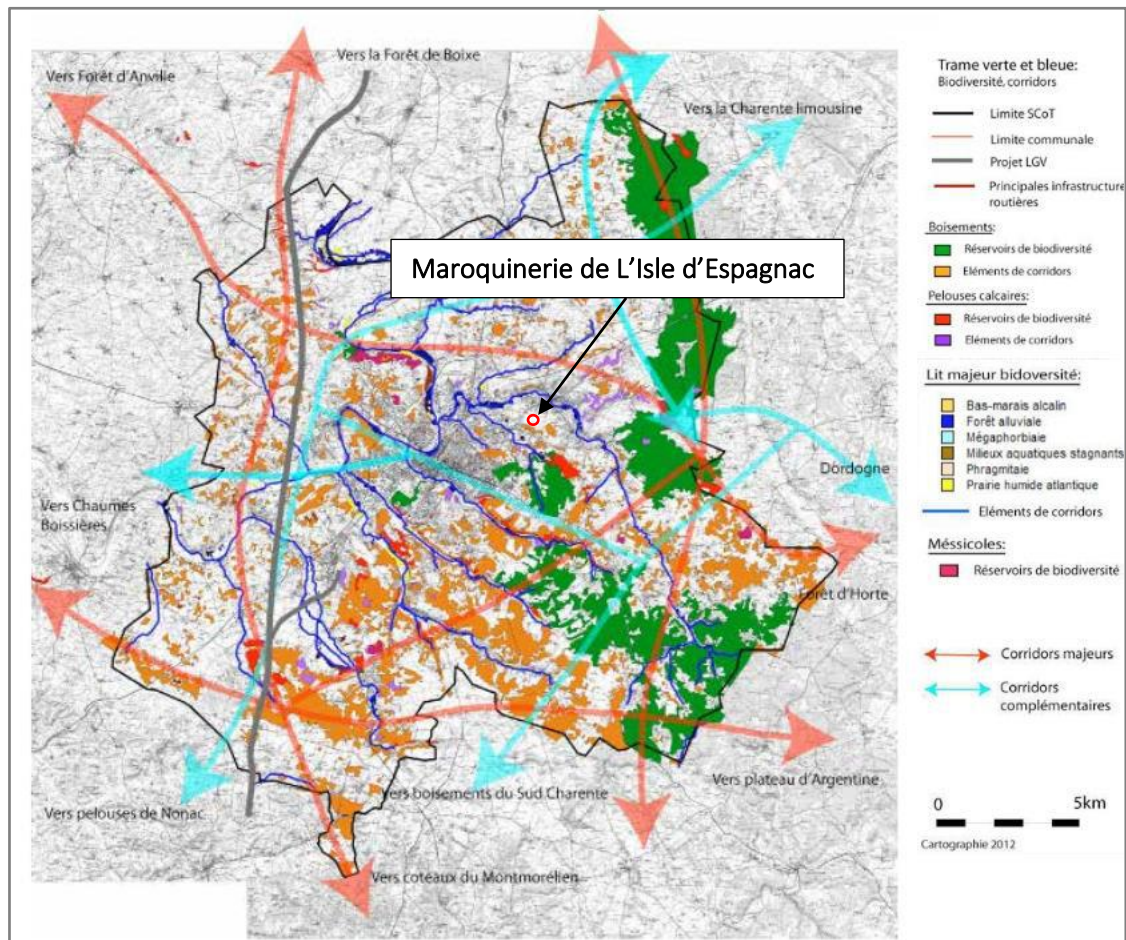 Vers la Forêt de Boixe
Vers Forêt d'Anville
Vers la Charente limousine
Maroquinerie de L'Isle d'Espagnac
Dordogne
Vers Chaumes
Boissières
Forêt d'Horte
Vers plateau d'Argentine
Vers boisements du Sud Charente
Vers pelouses de Nonac
Vers coteaux du Montmorélien
Trame verte et bleue:
Biodiversité, corridors
Limite SCoT
Limite communale
Projet LGV
Principales infrastructure
routières
Boisements:
Réservoirs de biodiversité
Eléments de corridors
Pelouses calcaires:
Réservoirs de biodiversité
Eléments de corridors
Lit majeur bidoversité:
Bas-marais alcalin
Forêt alluviale
Mégaphorbiaie
Milieux aquatiques stagnants
Phragmitaie
Prairie humide atlantique
Eléments de corridors
Méssicoles:
Réservoirs de biodiversité
Corridors majeurs
Corridors
complémentaires
0 5km
Cartographie 2012